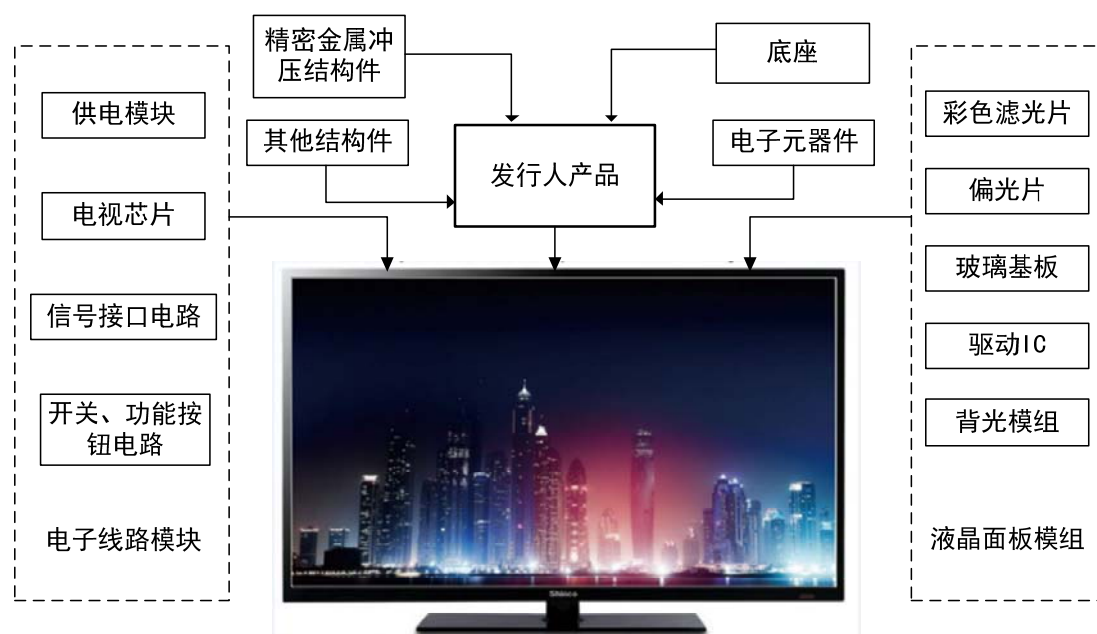 精密金属冲
压结构件
底座
供电模块
其他结构件
发行人产品
电子元器件
彩色滤光片
电视芯片
偏光片
玻璃基板
信号接口电路
驱动IC
开关、功能按
钮电路
背光模组
电子线路模块
液晶面板模组
Shinco